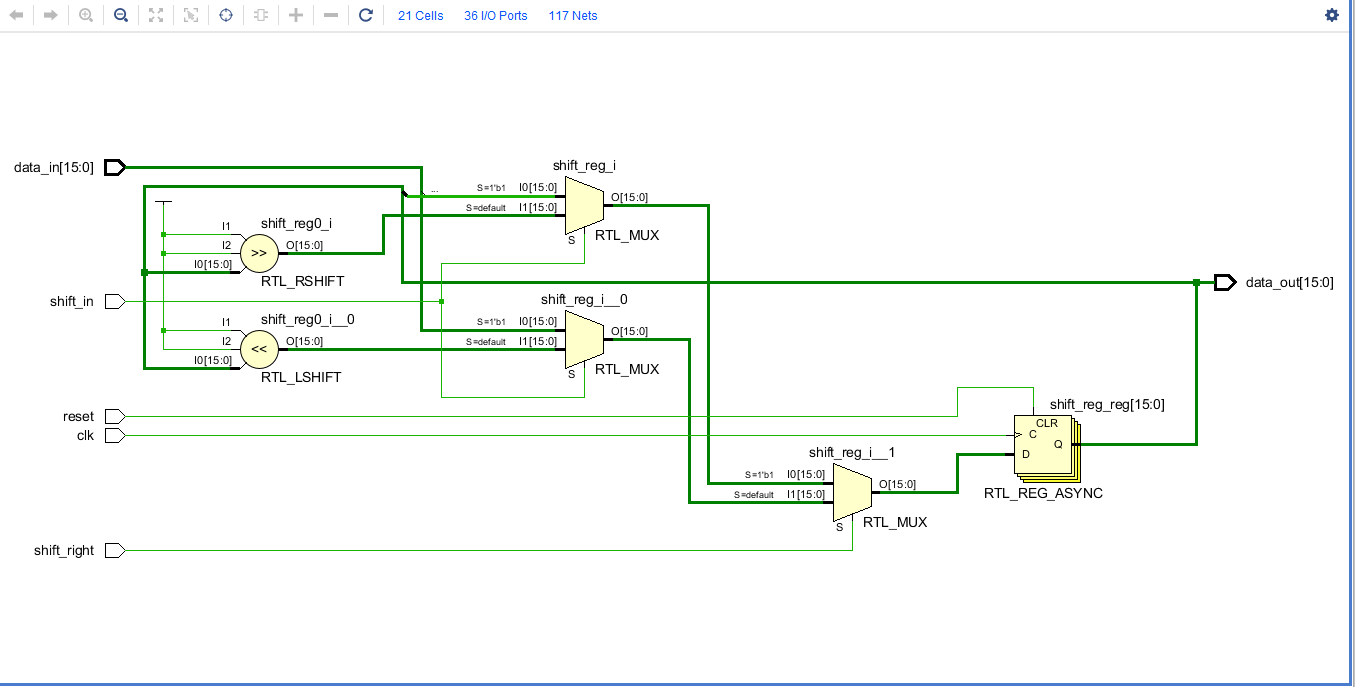 21 Cells 36 I/O Ports 117 Nets
data_in[15:0]
shift_reg_i
...
S=1'b1 I0[15:0]
S=default I1[15:0]
O[15:0]
S
RTL_MUX
shift_reg0_i
I1
I2
I0[15:0]
>>
O[15:0]
RTL_RSHIFT
data_out[15:0]
shift_in
shift_reg_i__0
S=1'b1 I0[15:0]
S=default I1[15:0]
O[15:0]
S
RTL_MUX
shift_reg0_i__0
I1
I2
I0[15:0]
<<
O[15:0]
RTL_LSHIFT
reset
clk
shift_reg_reg[15:0]
CLR
C
Q
D
RTL_REG_ASYNC
shift_reg_i__1
S=1'b1 I0[15:0]
S=default I1[15:0]
O[15:0]
S
RTL_MUX
shift_right